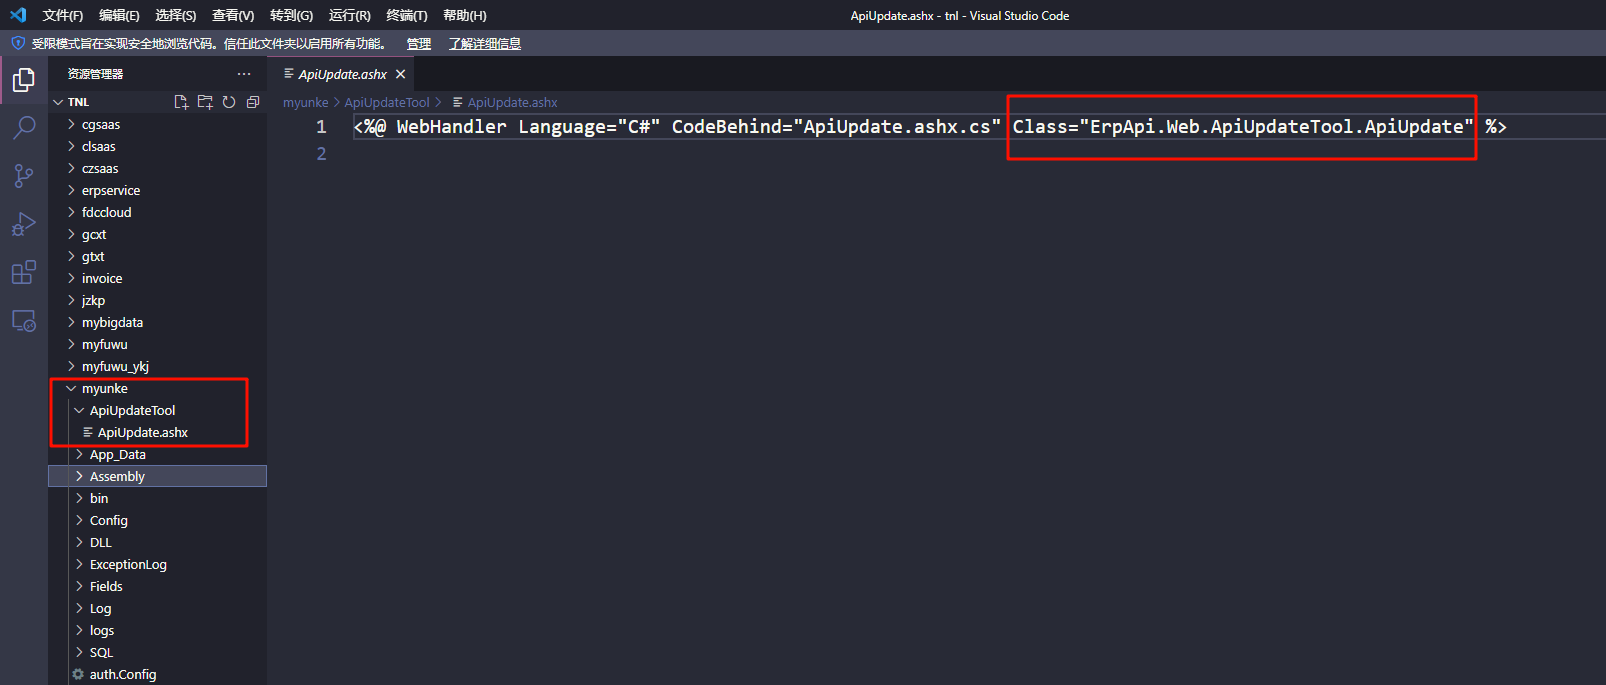 文件(F) 编辑(E) 选择(S) 查看(V) 转到(G) 运行(R) 终端(T) 帮助(H) ApiUpdate.ashx - tnl - Visual Studio Code
受限模式旨在实现安全地浏览代码。信任此文件夹以启用所有功能。 管理 了解详细信息
资源管理器 ...
TNL
cgsaas
clsaas
czsaas
erpservice
fdccloud
gcxt
gtxt
invoice
jzkp
mybigdata
myfuwu
myfuwu_ykj
myunke
ApiUpdateTool
ApiUpdate.ashx
App_Data
Assembly
bin
Config
DLL
ExceptionLog
Fields
Log
logs
SQL
auth.Config
ApiUpdate.ashx
myunke > ApiUpdateTool > ApiUpdate.ashx
1 <%@ WebHandler Language="C#" CodeBehind="ApiUpdate.ashx.cs" Class="ErpApi.Web.ApiUpdateTool.ApiUpdate" %>
2